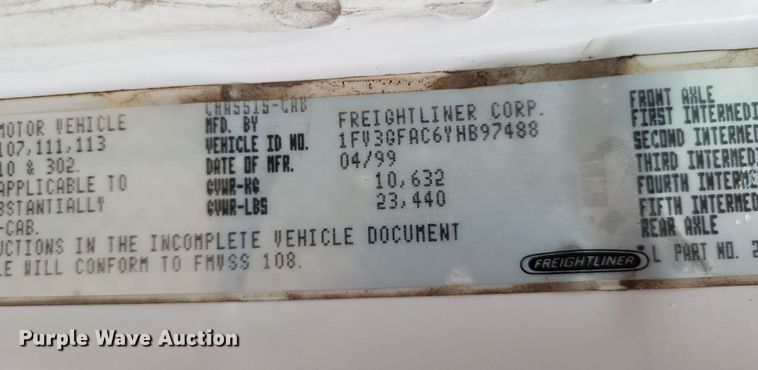 CHASSIS-CAB
MOTOR VEHICLE MFD. BY FREIGHTLINER CORP. FRONT AXLE
107,111,113 VEHICLE ID NO. 1FV3GFAC6YHB97488 FIRST INTERMEDI
10 & 302. DATE OF MFR. 04/99 SECOND INTERMED
APPLICABLE TO GVWR-KG 10,632 THIRD INTERMEDI
BSTANTIALLY GVWR-LBS 23,440 FOURTH INTERMED
-CAB. FIFTH INTERMED
UCTIONS IN THE INCOMPLETE VEHICLE DOCUMENT REAR AXLE
LE WILL CONFORM TO FMVSS 108. FREIGHTLINER L PART NO. 2
Purple Wave Auction